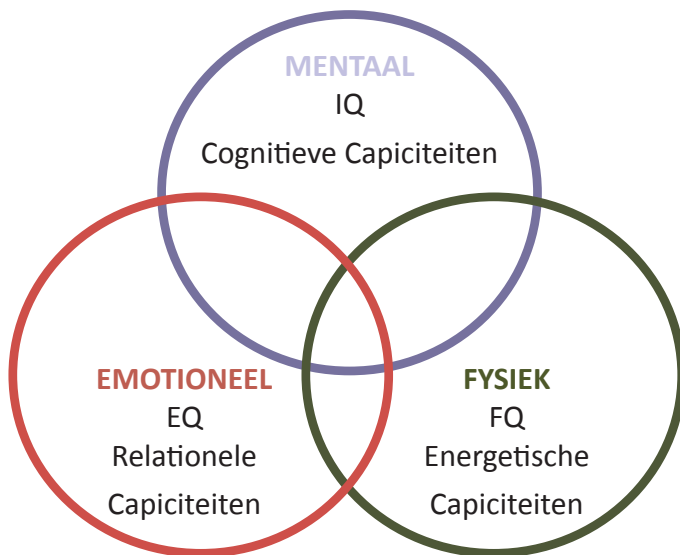 MENTAAL
IQ
Cognitieve Capiciteiten
EMOTIONEEL
EQ
Relationele
Capiciteiten
FYSIEK
FQ
Energetische
Capiciteiten